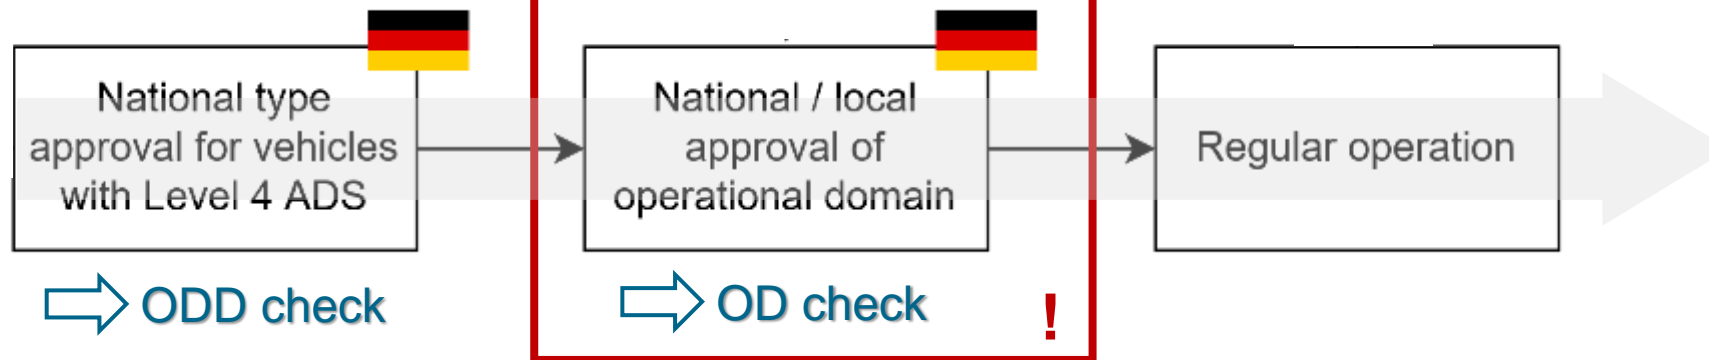 National type
approval for vehicles
with Level 4 ADS
National / local
approval of
operational domain
Regular operation
ODD check
OD check
!